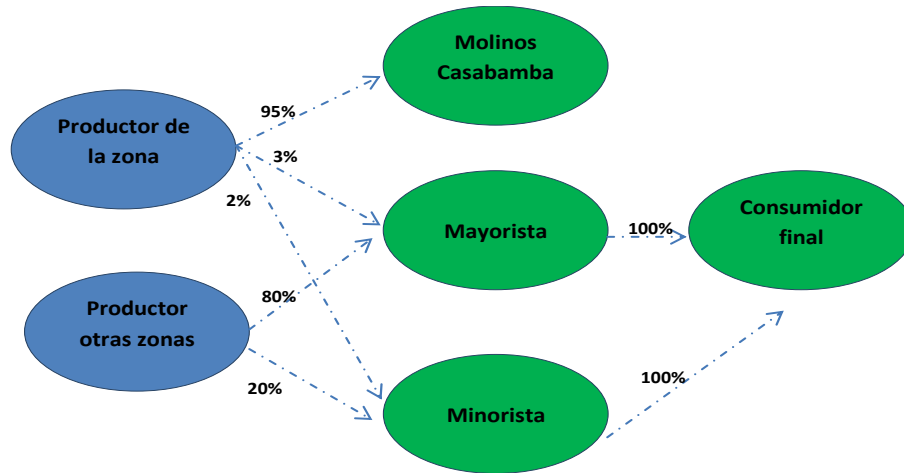 Molinos
Casabamba
95%
Productor de
la zona
3%
2%
Mayorista
100%
Consumidor
final
80%
Productor
otras zonas
20%
100%
Minorista